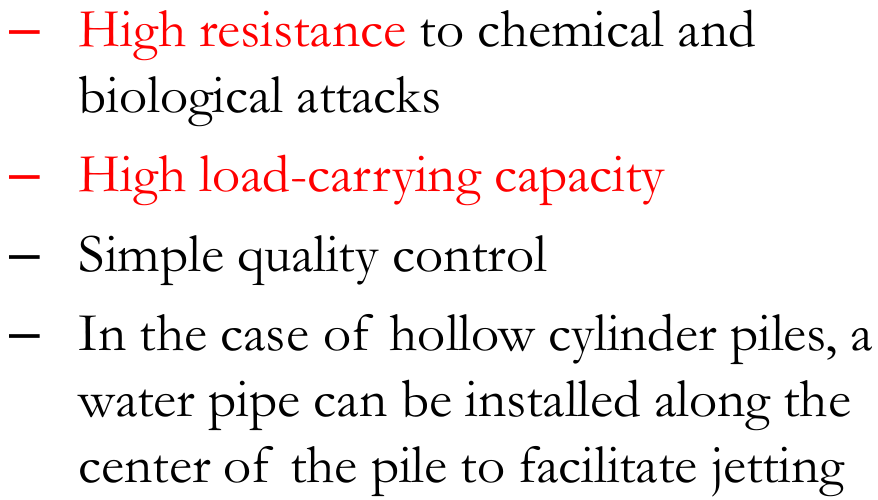 – High resistance to chemical and
biological attacks
– High load-carrying capacity
– Simple quality control
– In the case of hollow cylinder piles, a
water pipe can be installed along the
center of the pile to facilitate jetting